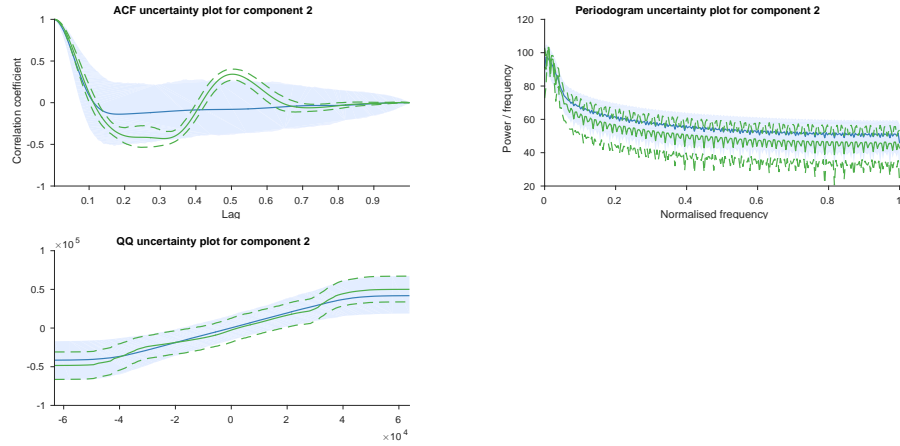 ACF uncertainty plot for component 2
Correlation coefficient
1
0.5
0
-0.5
-1
0.1 0.2 0.3 0.4 0.5 0.6 0.7 0.8 0.9
Lag
Periodogram uncertainty plot for component 2
Power / frequency
120
100
80
60
40
20
0 0.2 0.4 0.6 0.8 1
Normalised frequency
QQ uncertainty plot for component 2
×10^5
1
0.5
0
-0.5
-1
-6 -4 -2 0 2 4 6
×10^4